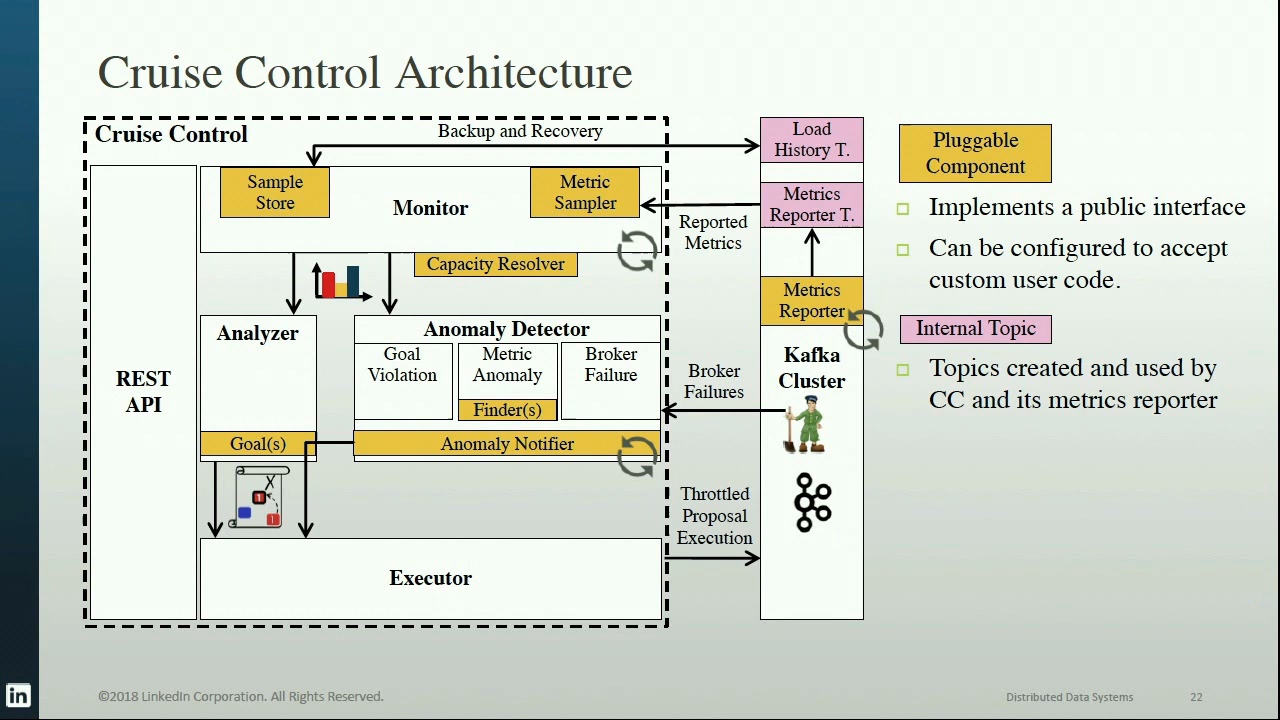 Cruise Control Architecture
Cruise Control
Backup and Recovery
REST
API
Sample
Store
Monitor
Metric
Sampler
Capacity Resolver
Analyzer
Goal(s)
Anomaly Detector
Goal
Violation
Metric
Anomaly
Finder(s)
Broker
Failure
Anomaly Notifier
X
1
1
Executor
Reported
Metrics
Broker
Failures
Throttled
Proposal
Execution
Load
History T.
Metrics
Reporter T.
Metrics
Reporter
Kafka
Cluster
Pluggable
Component
Implements a public interface
Can be configured to accept
custom user code.
Internal Topic
Topics created and used by
CC and its metrics reporter
in
©2018 LinkedIn Corporation. All Rights Reserved.
Distributed Data Systems
22